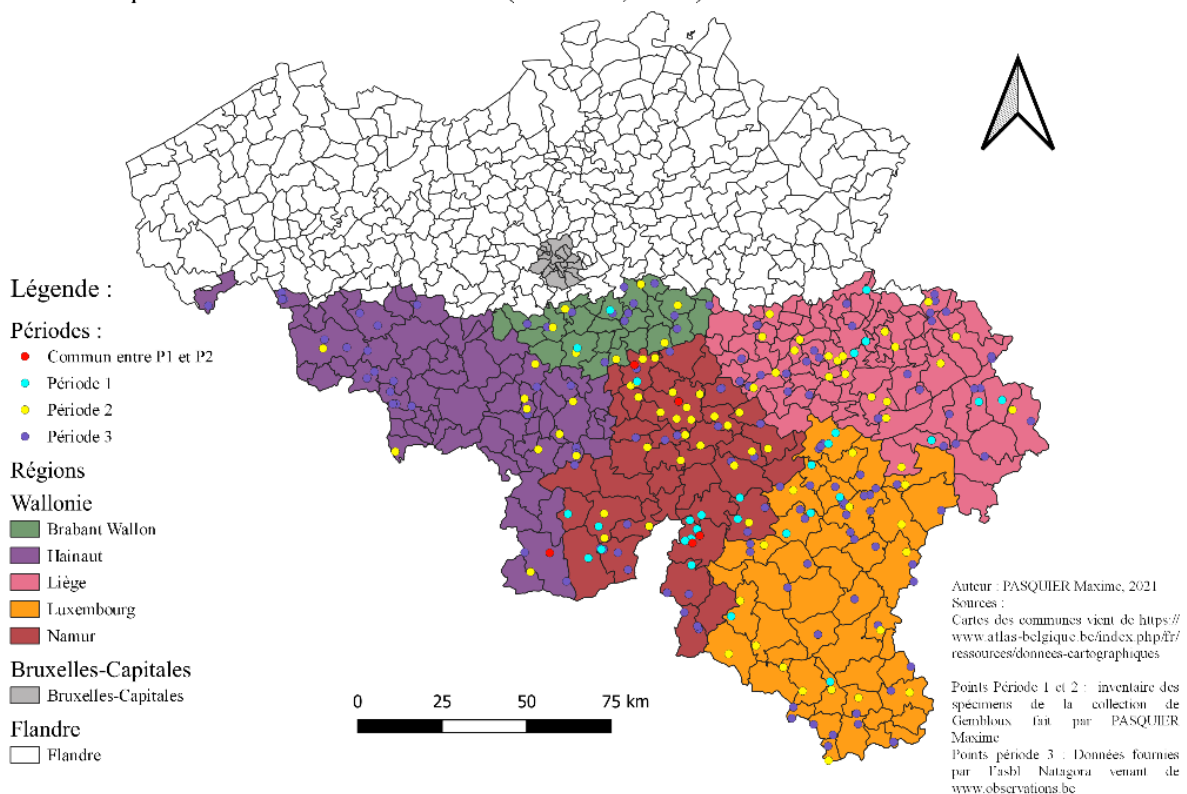 Légende :
Périodes :
Commun entre P1 et P2
Période 1
Période 2
Période 3
Régions
Wallonie
Brabant Wallon
Hainaut
Liège
Luxembourg
Namur
Bruxelles-Capitales
Bruxelles-Capitales
Flandre
Flandre
0 25 50 75 km
Auteur : PASQUIER Maxime, 2021
Sources :
Cartes des communes vient de https://
www.atlas-belgique.be/index.php/fr/
ressources/donnees-cartographiques
Points Période 1 et 2 : inventaire des
spécimens de la collection de
Gembloux fait par PASQUIER
Maxime
Points période 3 : Données fournies
par l'asbl Natagora venant de
www.observations.be